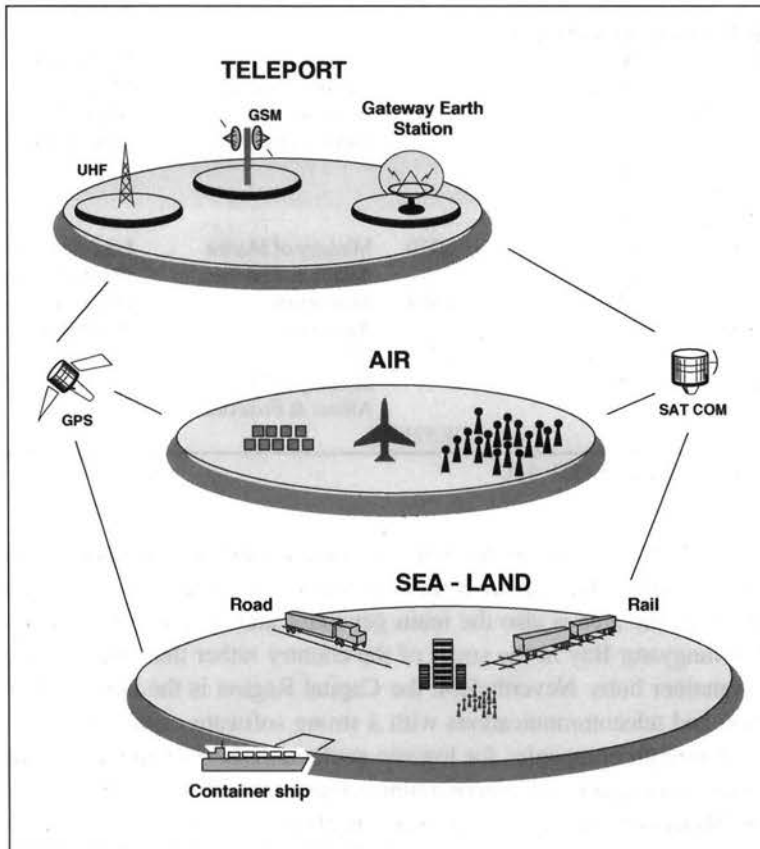 TELEPORT
GSM
Gateway Earth
Station
UHF
AIR
GPS
SAT COM
SEA - LAND
Road
Rail
Container ship